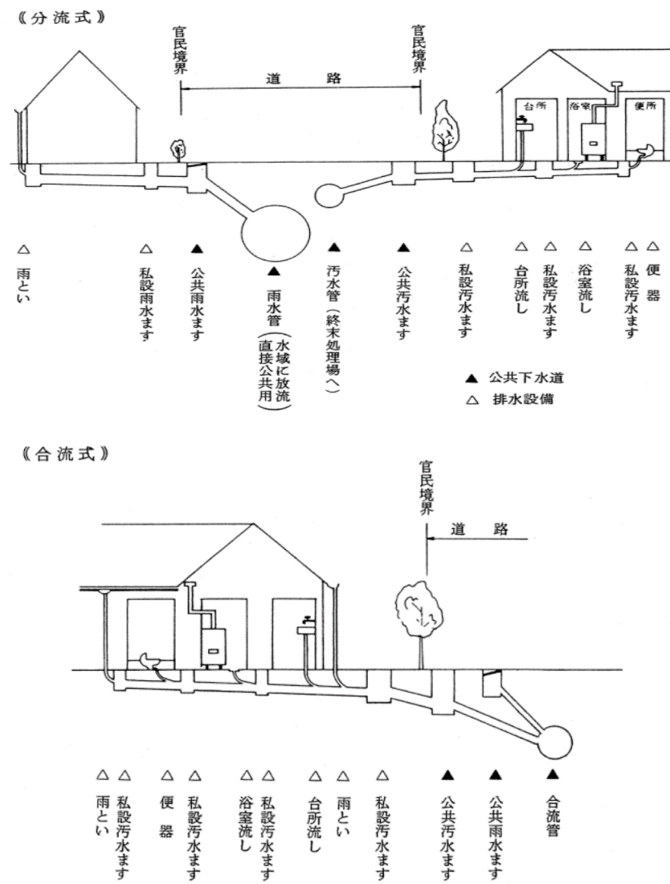 《分流式》
官民境界
官民境界
道路
台所
浴室
便所
△ 雨とい
△ 私設雨水ます
▲ 公共雨水ます
▲ 雨水管(直接公共用水域に放流)
▲ 汚水管(終末処理場へ)
▲ 公共汚水ます
△ 私設汚水ます
△ 台所流し
△ 私設汚水ます
△ 浴室流し
△ 私設汚水ます
△ 便器
▲ 公共下水道
△ 排水設備
《合流式》
官民境界
道路
△ 雨とい
△ 私設汚水ます
△ 便器
△ 私設汚水ます
△ 浴室流し
△ 私設汚水ます
△ 台所流し
△ 雨とい
△ 私設汚水ます
▲ 公共汚水ます
▲ 公共雨水ます
▲ 合流管